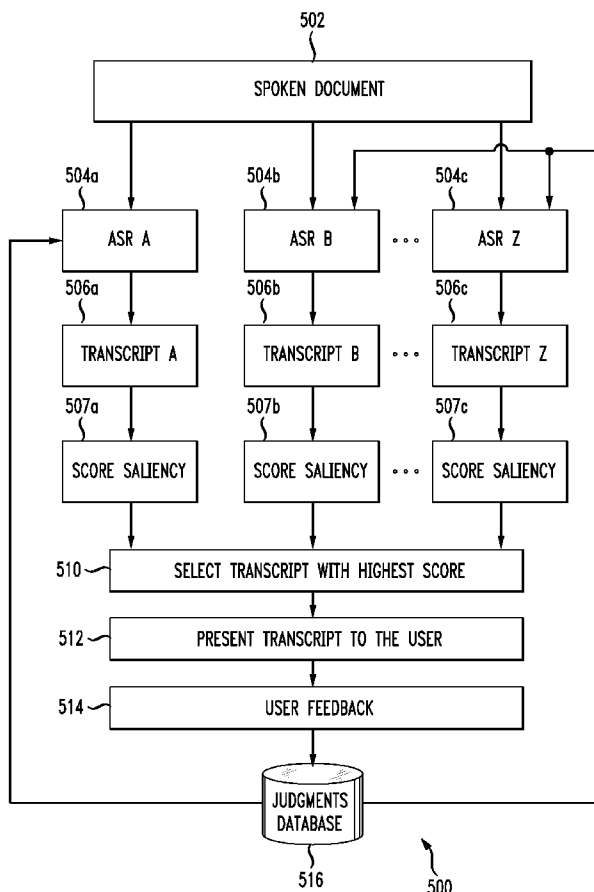 502
SPOKEN DOCUMENT
504a 504b 504c
ASR A ASR B ... ASR Z
506a 506b 506c
TRANSCRIPT A TRANSCRIPT B ... TRANSCRIPT Z
507a 507b 507c
SCORE SALIENCY SCORE SALIENCY ... SCORE SALIENCY
510 SELECT TRANSCRIPT WITH HIGHEST SCORE
512 PRESENT TRANSCRIPT TO THE USER
514 USER FEEDBACK
JUDGMENTS
DATABASE
516
500